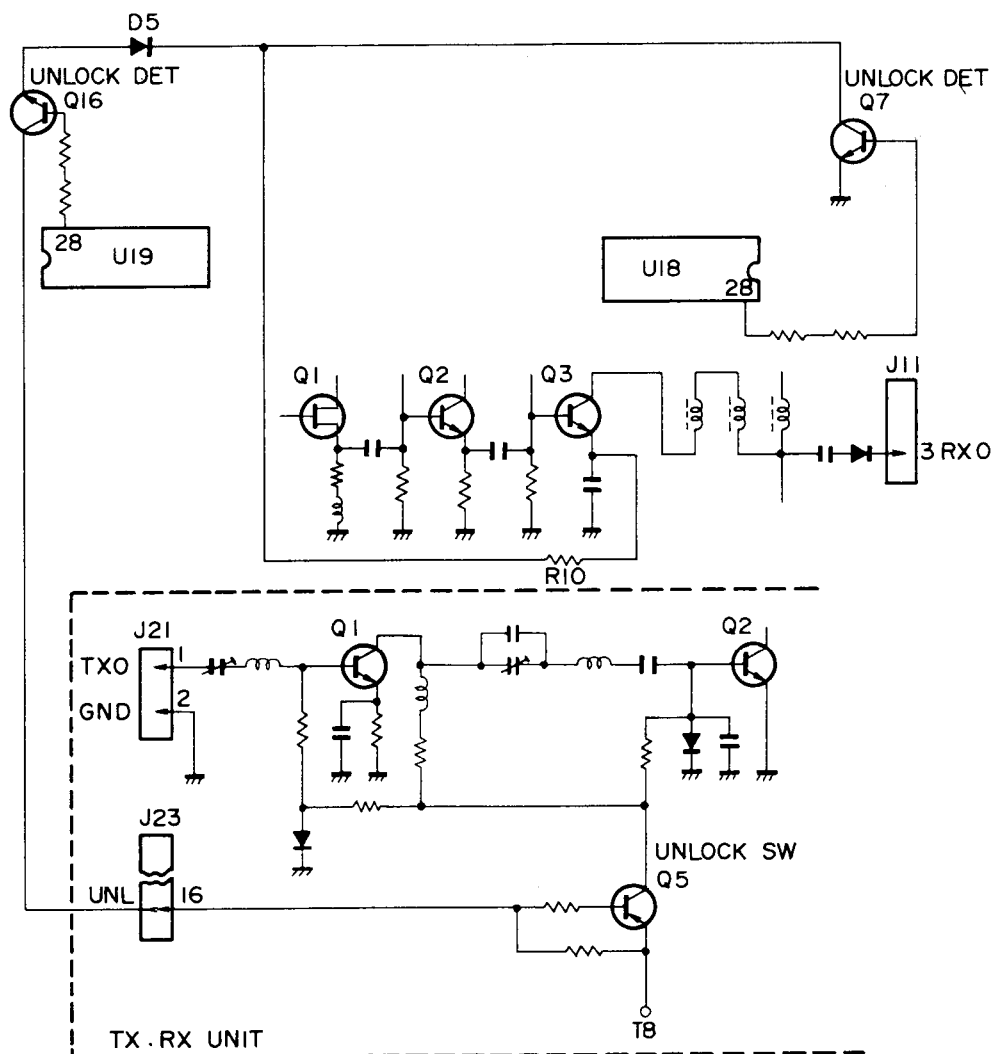 D5
UNLOCK DET
Q16
UNLOCK DET
Q7
28
U19
U18
28
Q1
Q2
Q3
J11
3 RXO
R10
J21
TXO
1
GND
2
Q1
Q2
J23
UNL
16
UNLOCK SW
Q5
T8
TX . RX UNIT